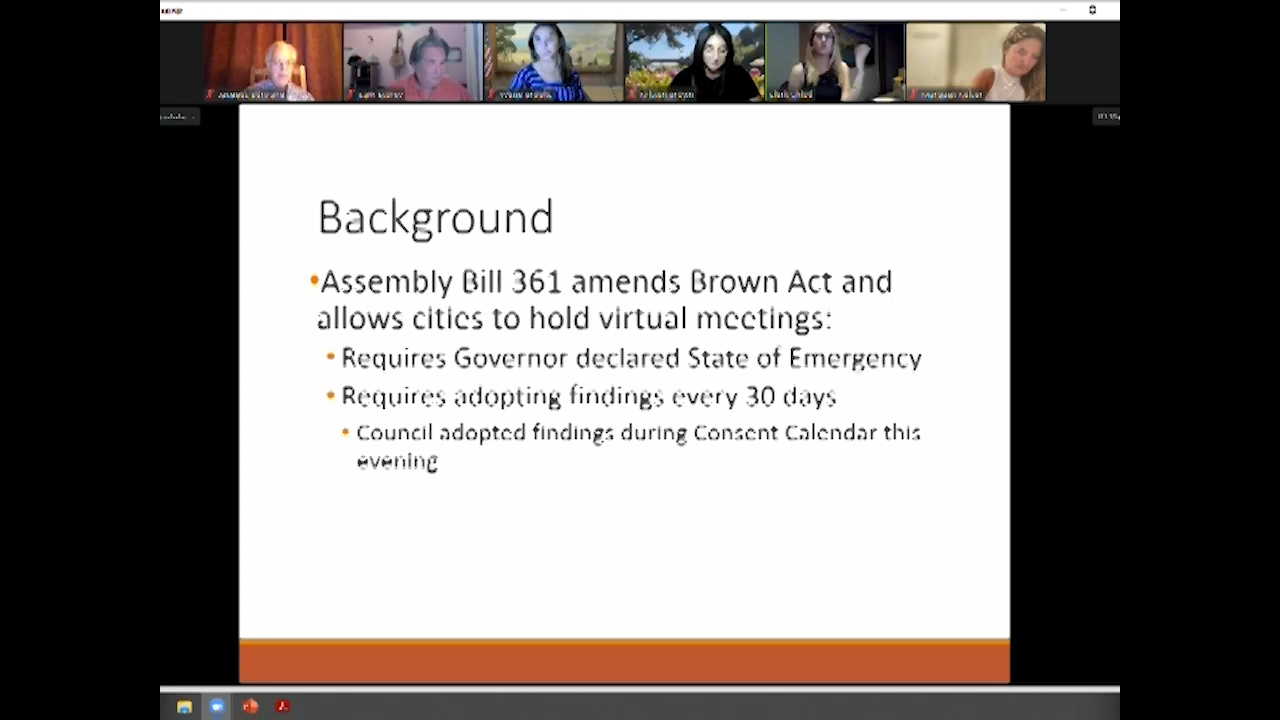 Background
•Assembly Bill 361 amends Brown Act and
allows cities to hold virtual meetings:
• Requires Governor declared State of Emergency
• Requires adopting findings every 30 days
• Council adopted findings during Consent Calendar this
evening